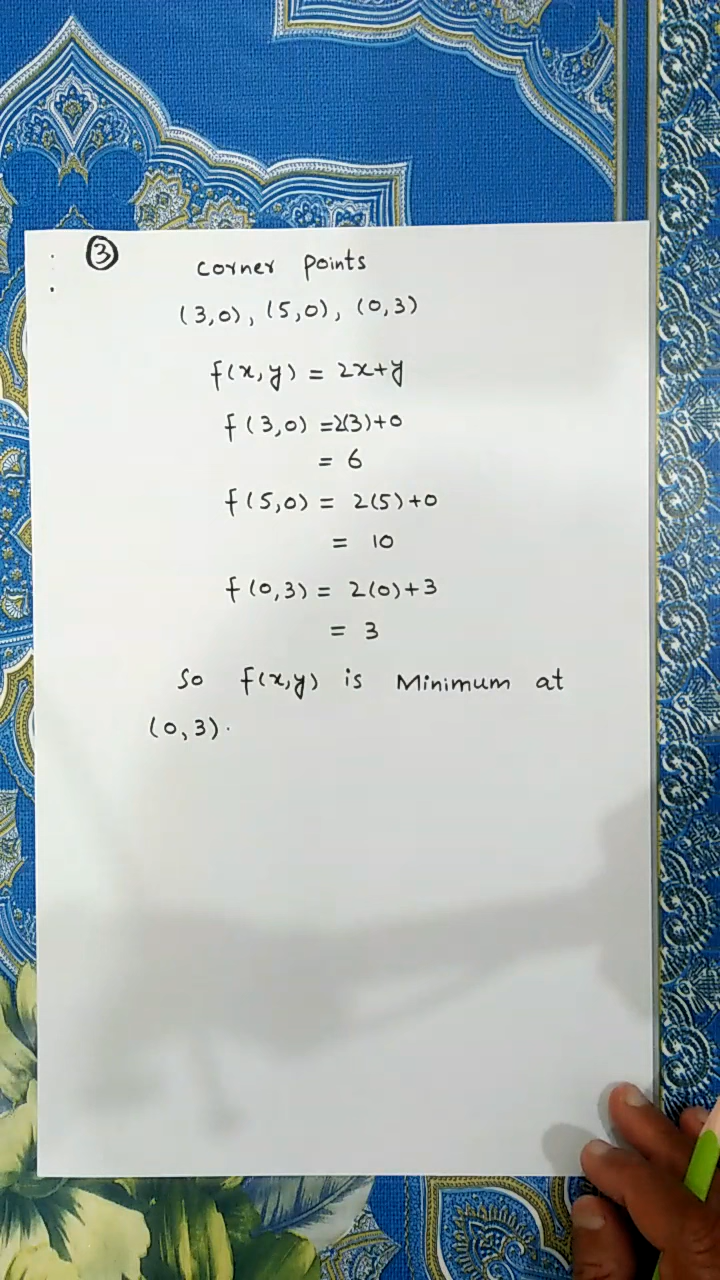 ③ corner points
(3,0), (5,0), (0,3)
f(x,y) = 2x+y
f(3,0) =2(3)+0
= 6
f(5,0) = 2(5)+0
= 10
f(0,3) = 2(0)+3
= 3
So f(x,y) is Minimum at
(0,3).